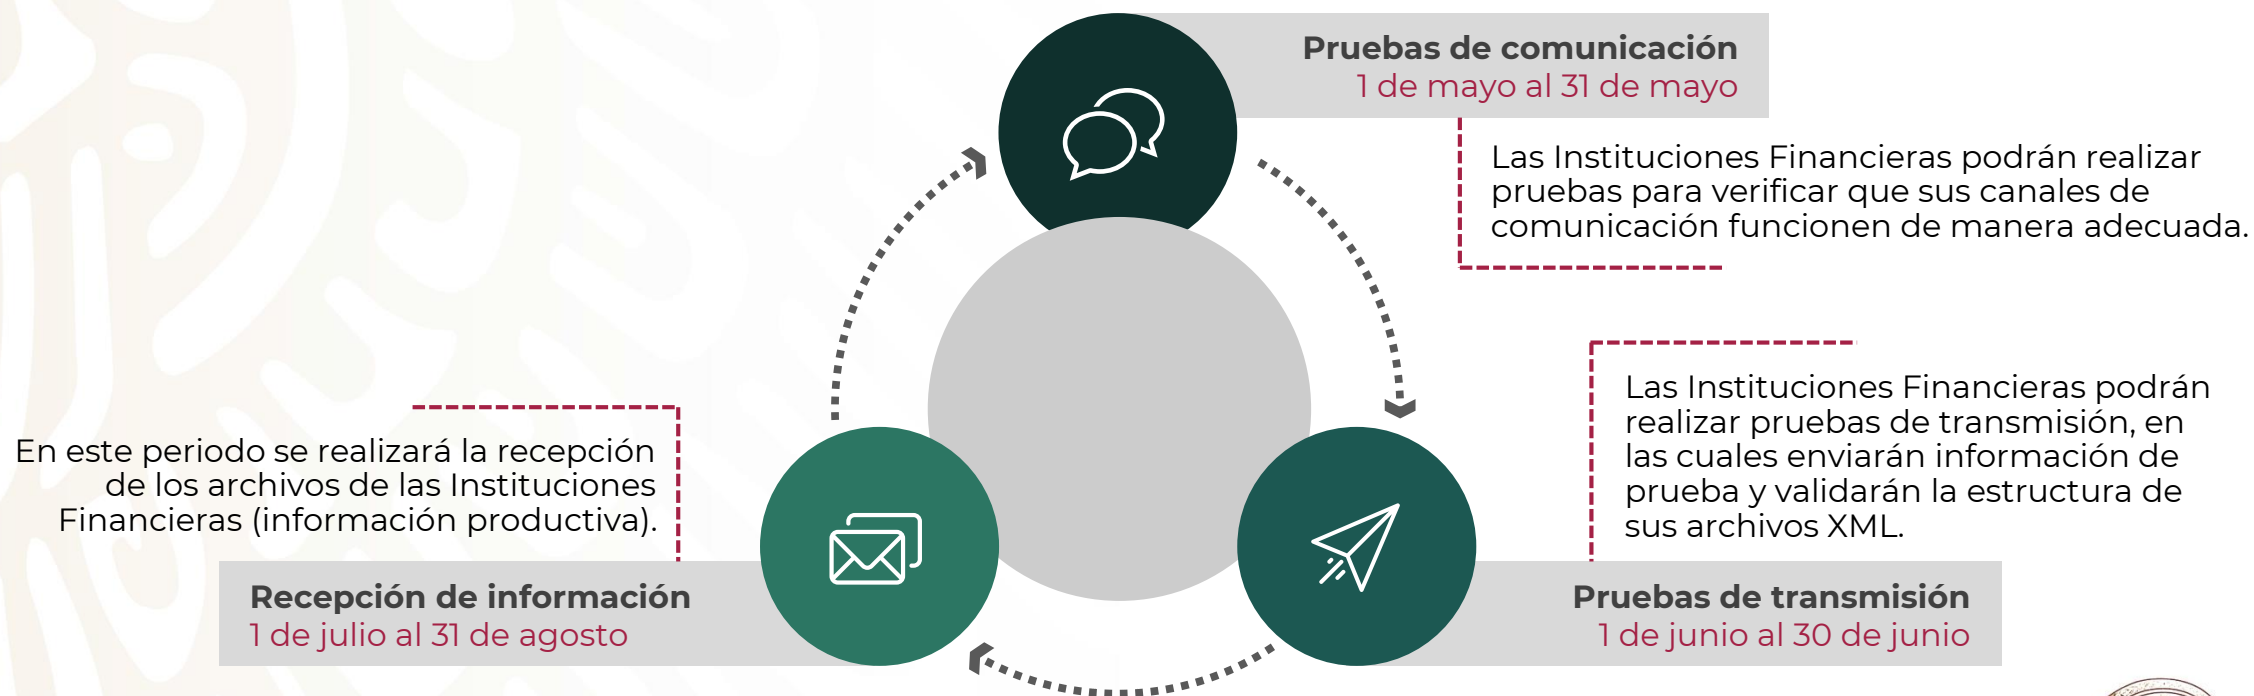 Pruebas de comunicación
1 de mayo al 31 de mayo
Las Instituciones Financieras podrán realizar
pruebas para verificar que sus canales de
comunicación funcionen de manera adecuada.
Las Instituciones Financieras podrán
realizar pruebas de transmisión, en
las cuales enviarán información de
prueba y validarán la estructura de
sus archivos XML.
Pruebas de transmisión
1 de junio al 30 de junio
En este periodo se realizará la recepción
de los archivos de las Instituciones
Financieras (información productiva).
Recepción de información
1 de julio al 31 de agosto